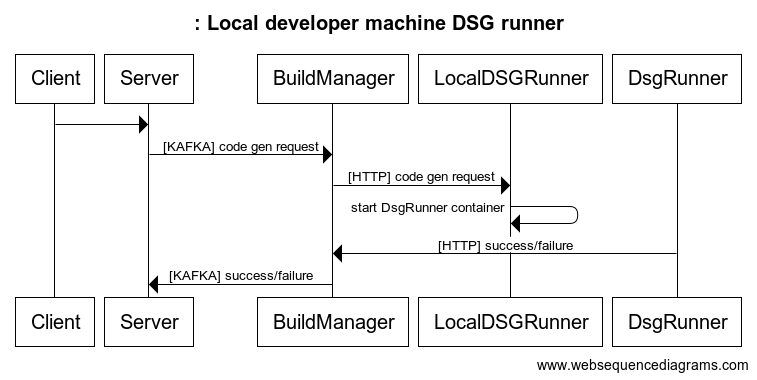 : Local developer machine DSG runner
Client Server BuildManager LocalDSGRunner DsgRunner
[KAFKA] code gen request
[HTTP] code gen request
start DsgRunner container
[HTTP] success/failure
[KAFKA] success/failure
Client Server BuildManager LocalDSGRunner DsgRunner
www.websequencediagrams.com